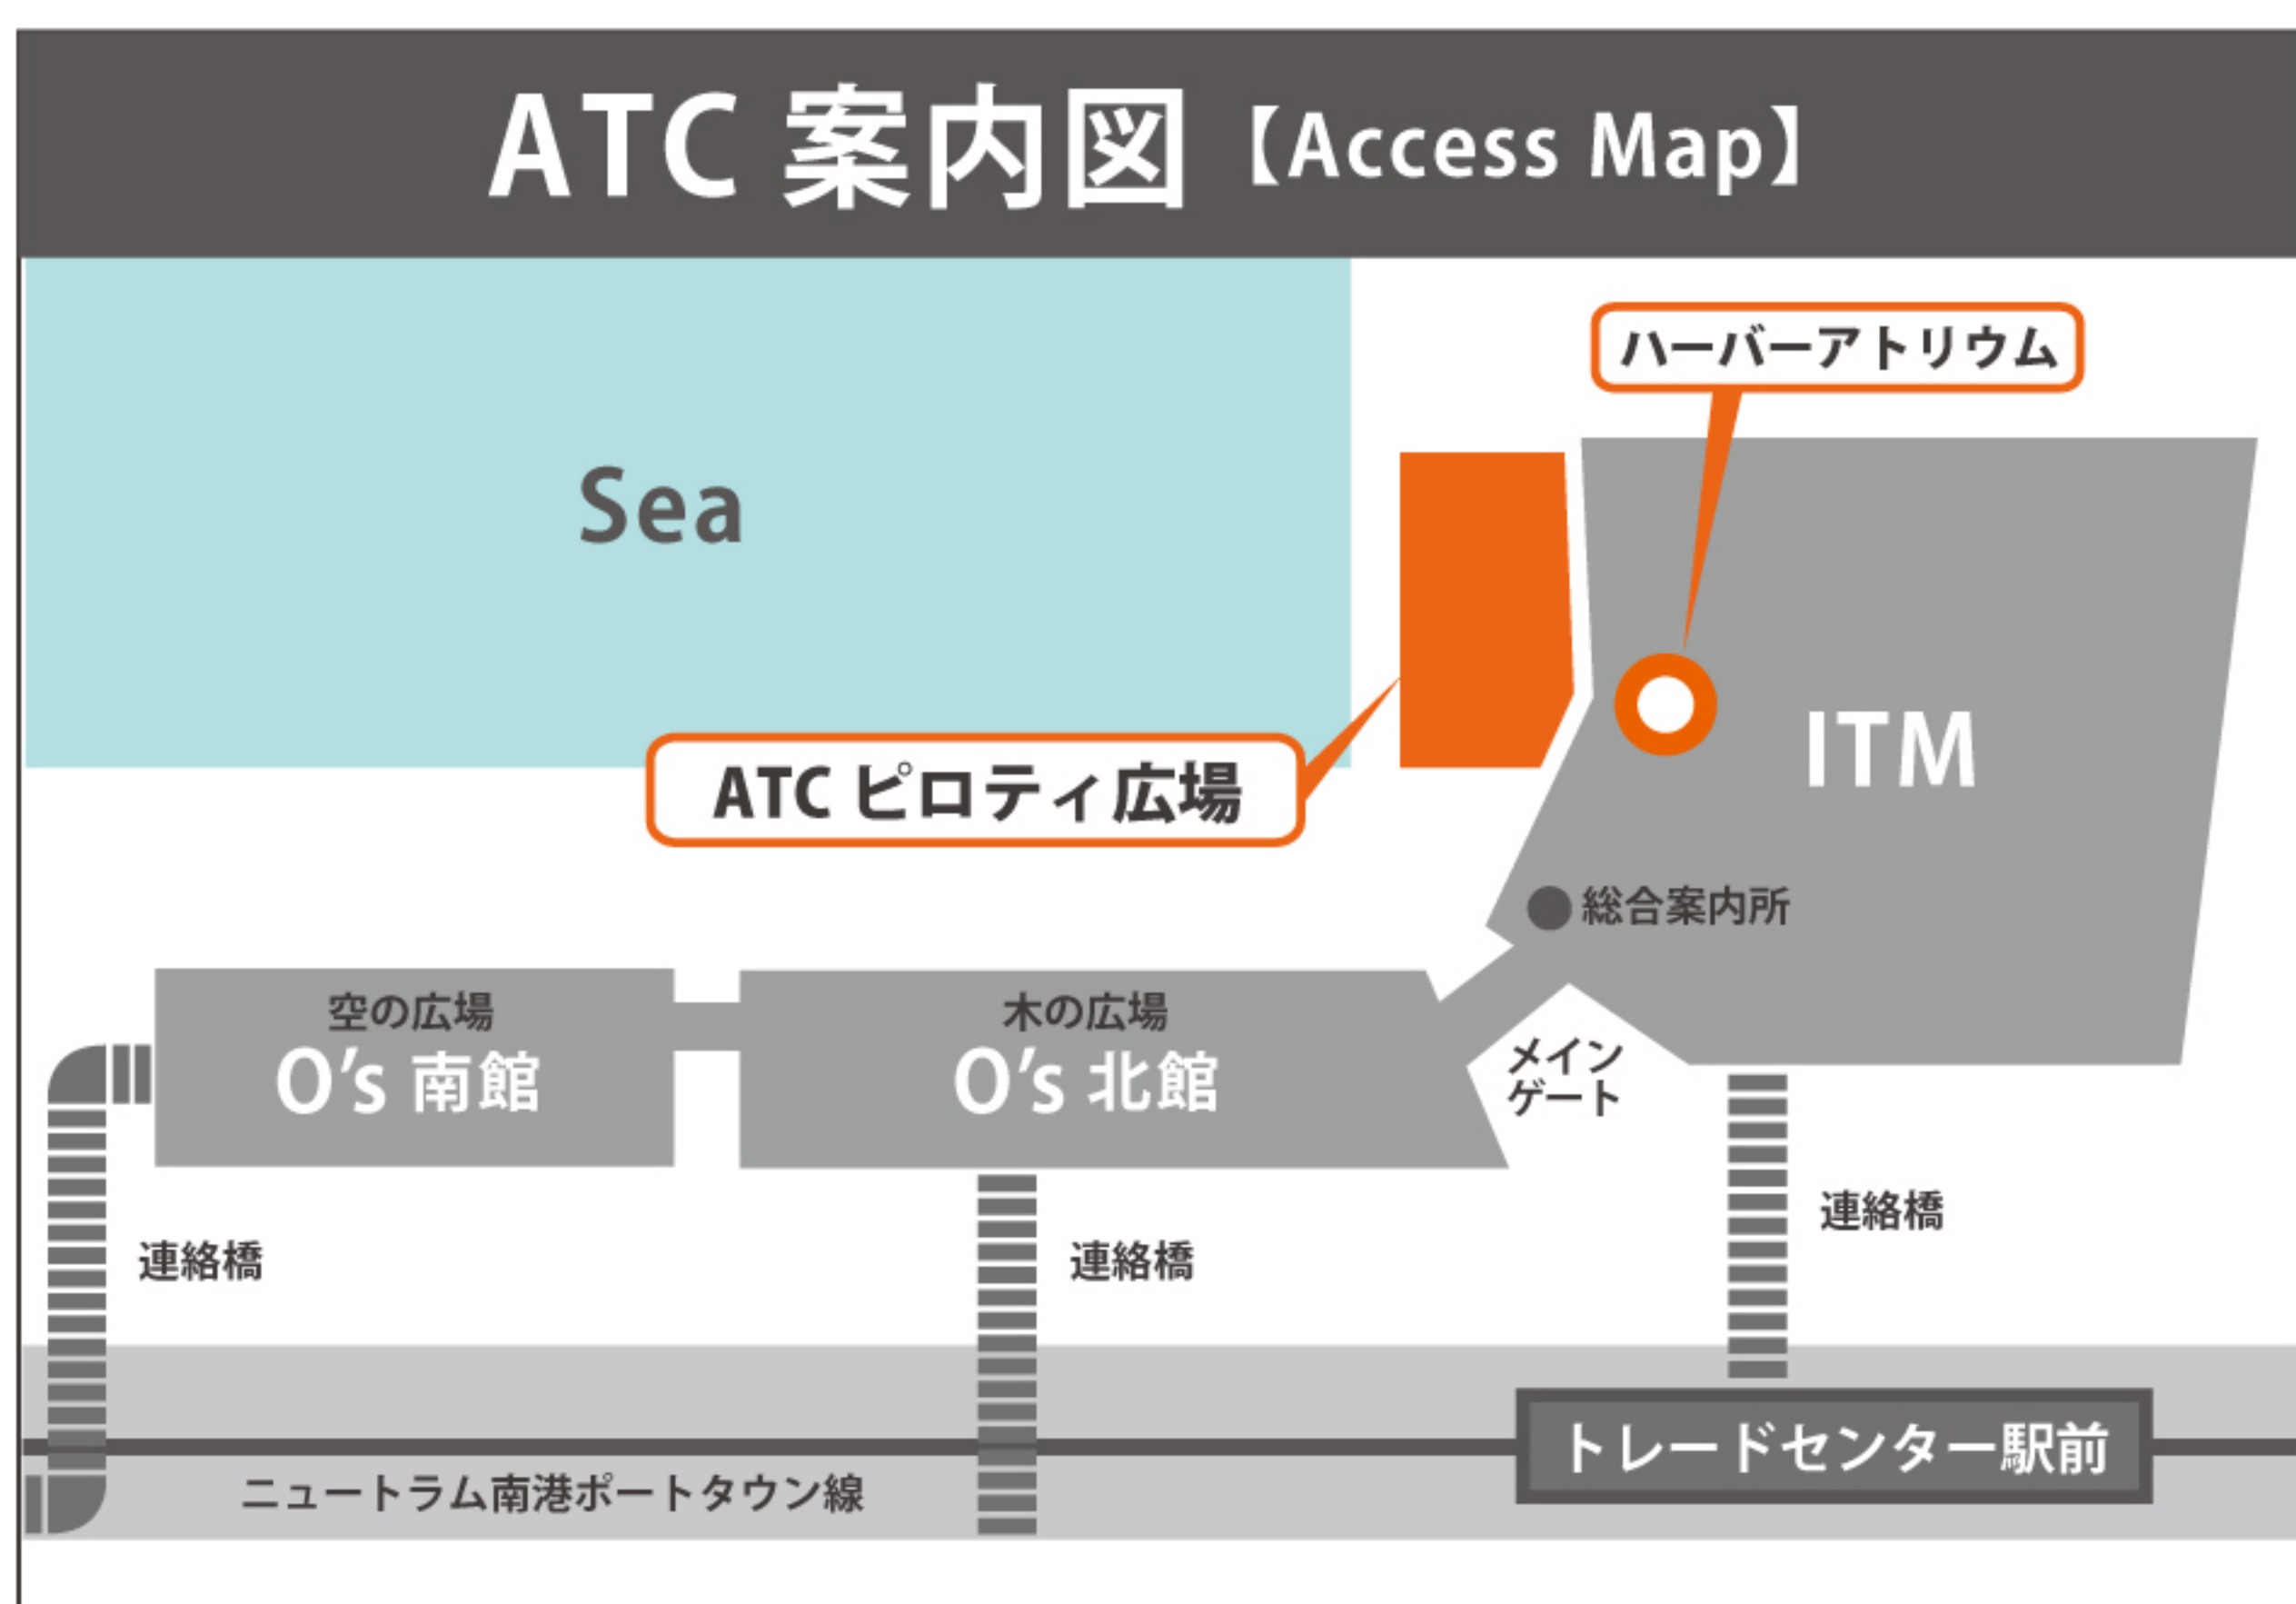 ATC 案内図【Access Map】
ハーバーアトリウム
Sea
ITM
ATC ピロティ広場
総合案内所
空の広場
O’s 南館
木の広場
O’s 北館
メイン
ゲート
連絡橋
連絡橋
連絡橋
トレードセンター駅前
ニュートラム南港ポートタウン線